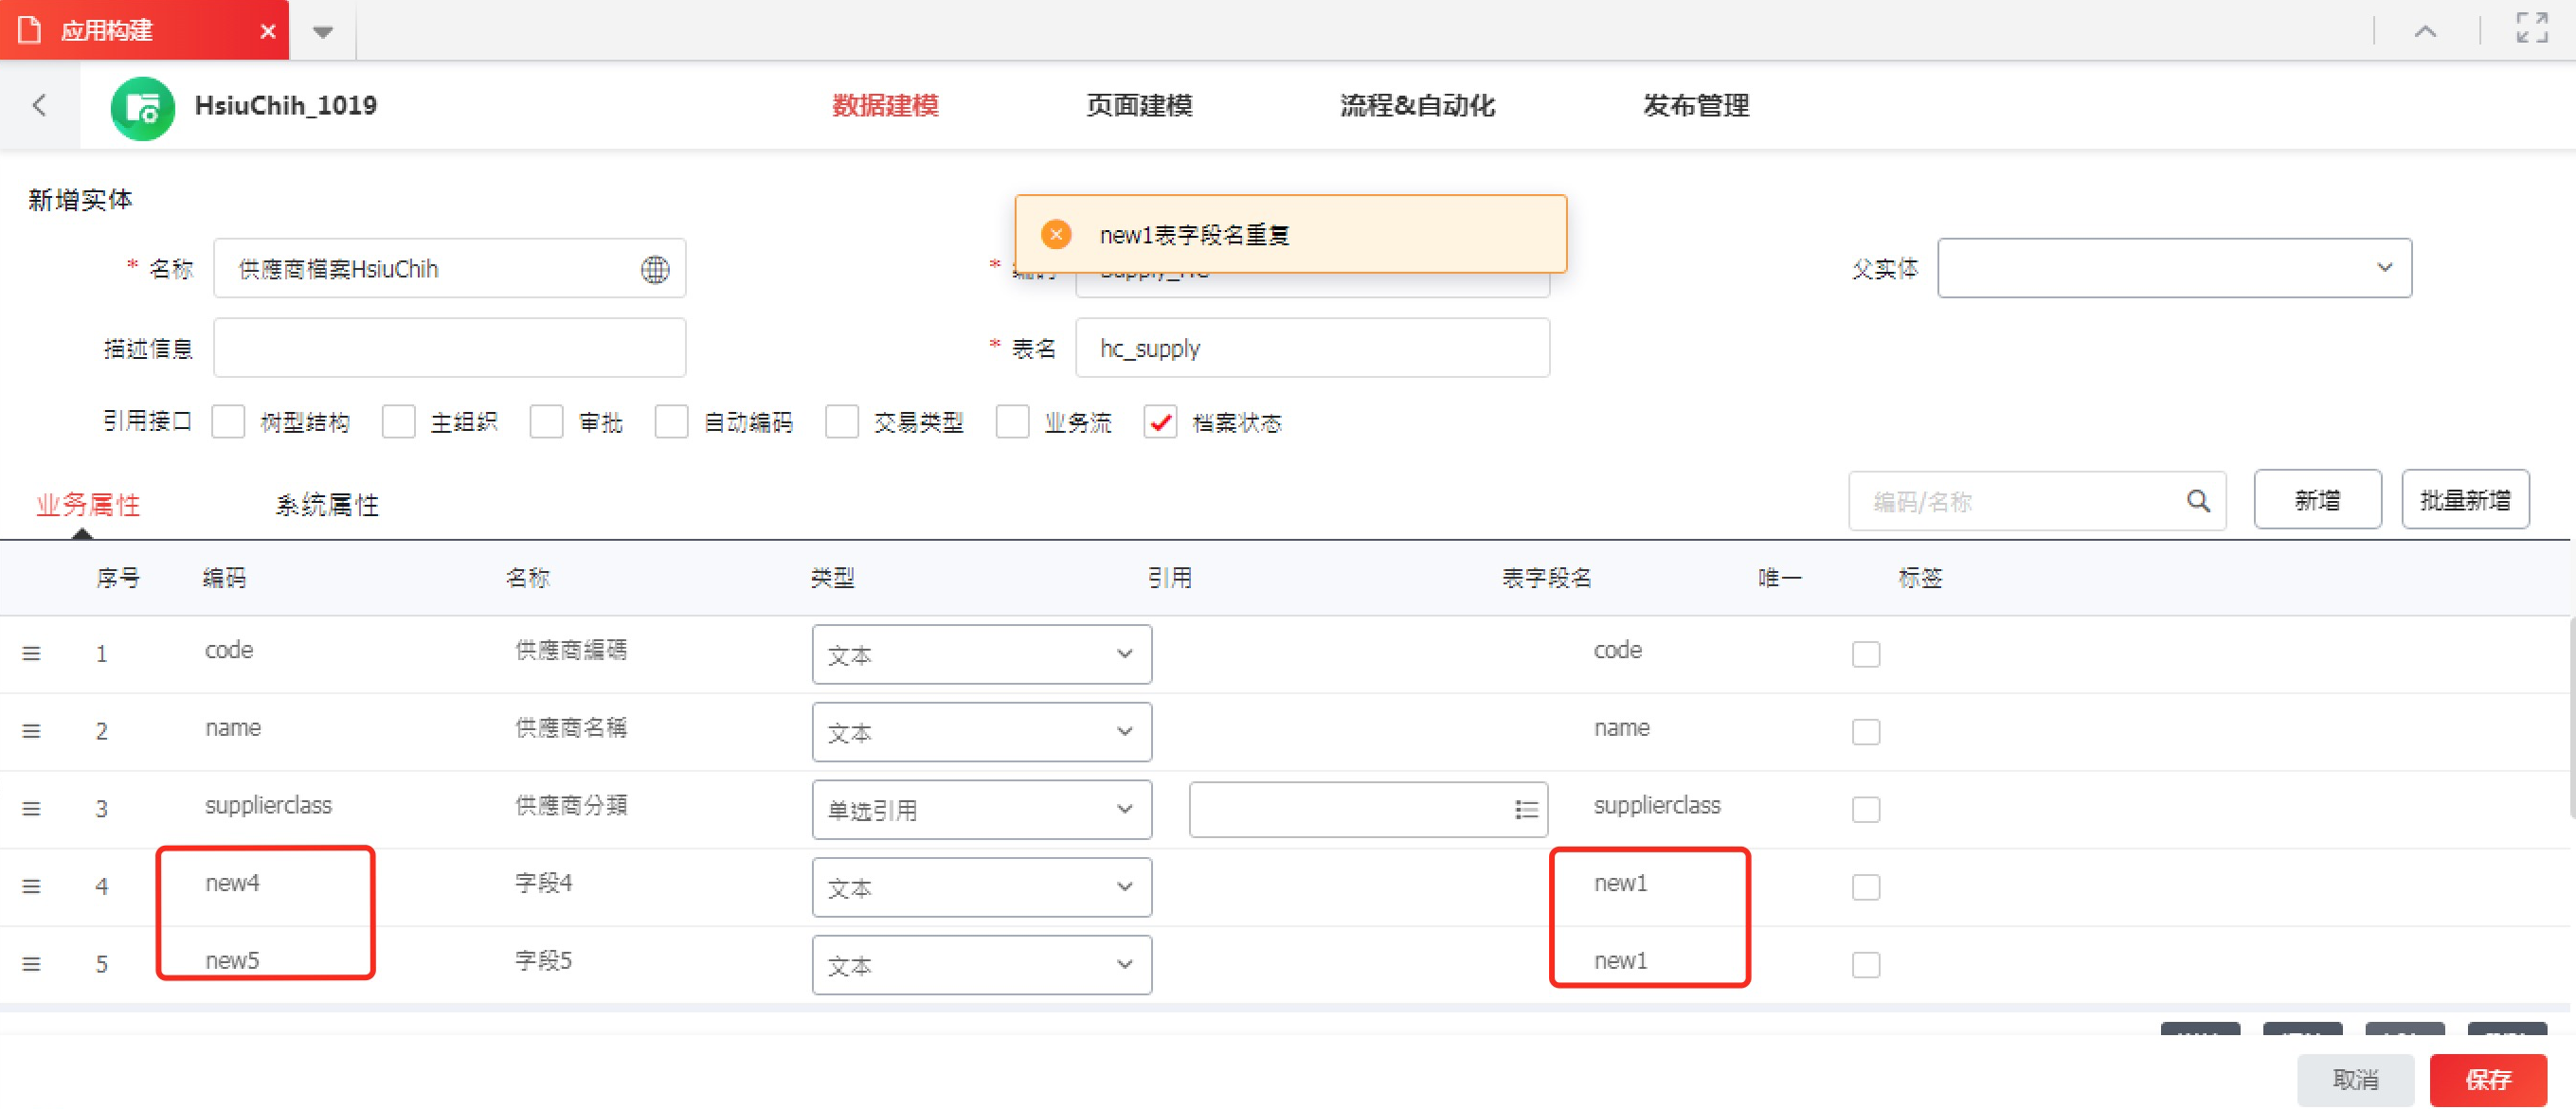 应用构建
HsiuChih_1019 数据建模 页面建模 流程&自动化 发布管理
新增实体
new1表字段名重复
* 名称 供應商檔案HsiuChih * 编码 supply_HC 父实体
描述信息 * 表名 hc_supply
引用接口 树型结构 主组织 审批 自动编码 交易类型 业务流 档案状态
业务属性 系统属性 编码/名称 新增 批量新增
序号 编码 名称 类型 引用 表字段名 唯一 标签
1 code 供應商編碼 文本 code
2 name 供應商名稱 文本 name
3 supplierclass 供應商分類 单选引用 supplierclass
4 new4 字段4 文本 new1
5 new5 字段5 文本 new1
取消 保存